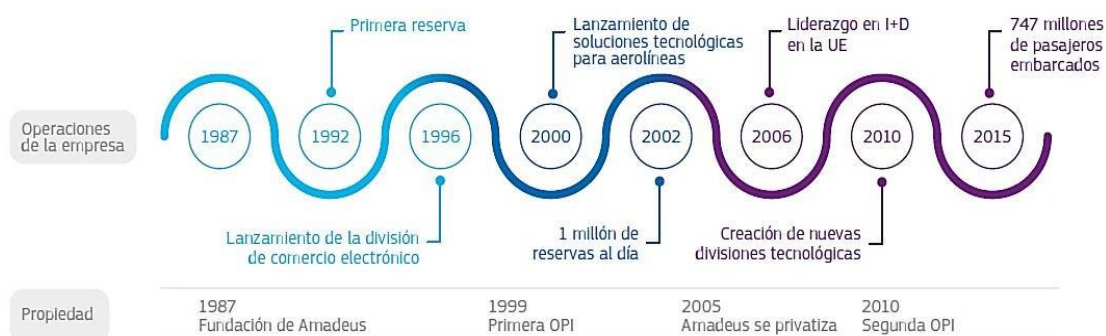 Primera reserva
Lanzamiento de
soluciones tecnológicas
para aerolíneas
Liderazgo en I+D
en la UE
747 millones
de pasajeros
embarcados
Operaciones
de la empresa
1987
1992
1996
2000
2002
2006
2010
2015
Lanzamiento de la división
de comercio electrónico
1 millón de
reservas al día
Creación de nuevas
divisiones tecnológicas
Propiedad
1987
Fundación de Amadeus
1999
Primera OPI
2005
Amadeus se privatiza
2010
Segunda OPI